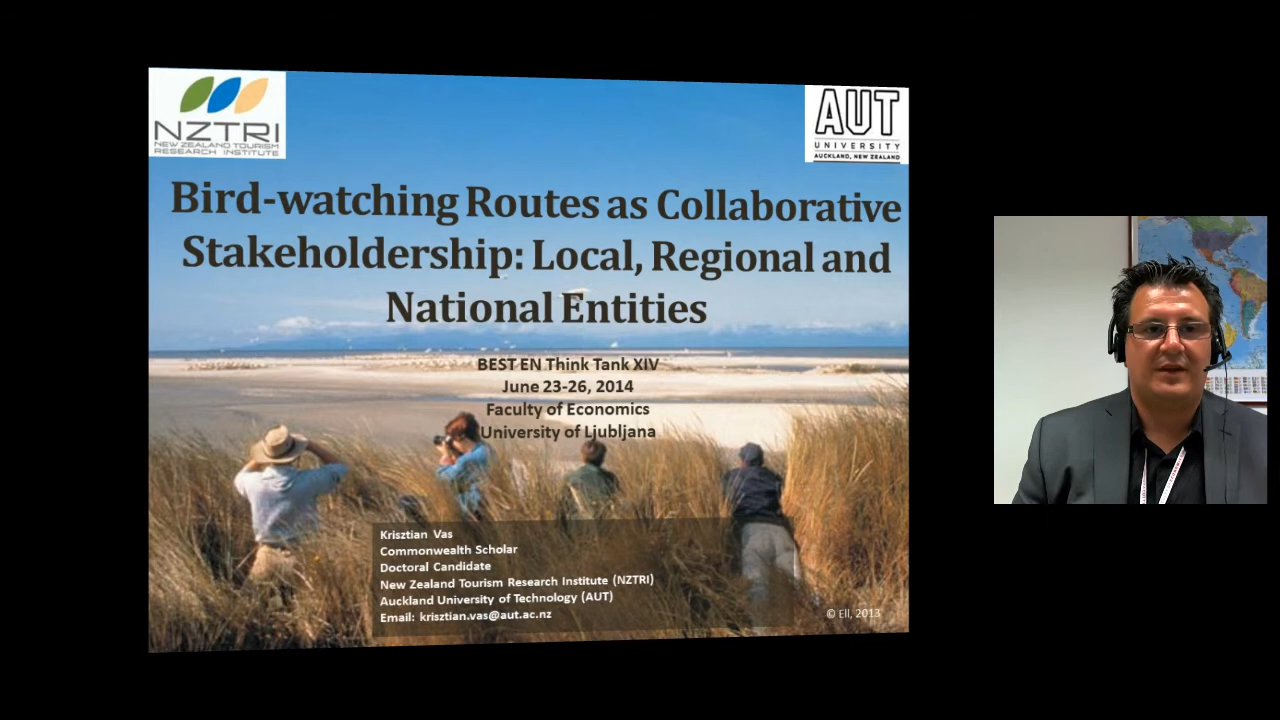 NZTRI
NEW ZEALAND TOURISM
RESEARCH INSTITUTE
AUT
UNIVERSITY
AUCKLAND, NEW ZEALAND
Bird-watching Routes as Collaborative
Stakeholdership: Local, Regional and
National Entities
BEST EN Think Tank XIV
June 23-26, 2014
Faculty of Economics
University of Ljubljana
Krisztian Vas
Commonwealth Scholar
Doctoral Candidate
New Zealand Tourism Research Institute (NZTRI)
Auckland University of Technology (AUT)
Email: krisztian.vas@aut.ac.nz
© Ell, 2013